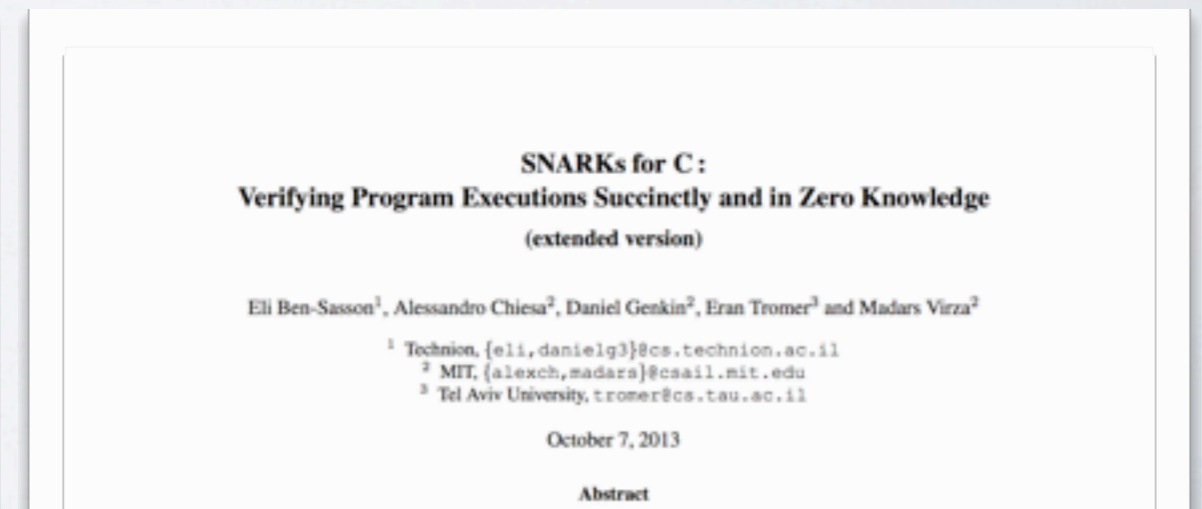 SNARKs for C:
Verifying Program Executions Succinctly and in Zero Knowledge
(extended version)
Eli Ben-Sasson¹, Alessandro Chiesa², Daniel Genkin², Eran Tromer³ and Madars Virza²
¹ Technion, {eli,danielg3}@cs.technion.ac.il
² MIT, {alexch,madars}@csail.mit.edu
³ Tel Aviv University, tromer@cs.tau.ac.il
October 7, 2013
Abstract